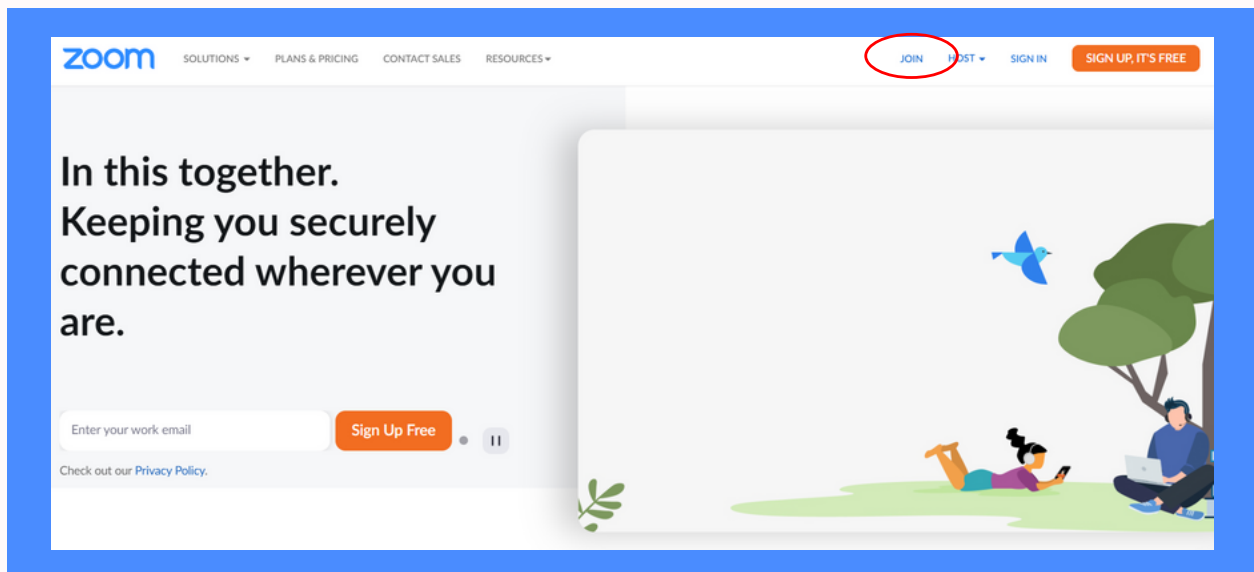 zoom SOLUTIONS PLANS & PRICING CONTACT SALES RESOURCES JOIN HOST SIGN IN SIGN UP, IT'S FREE
In this together.
Keeping you securely
connected wherever you
are.
Enter your work email Sign Up Free
Check out our Privacy Policy.